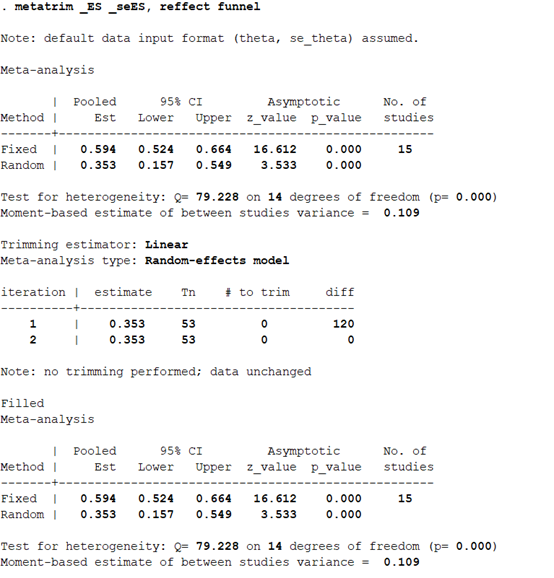 . metatrim _ES _seES, reffect funnel
Note: default data input format (theta, se_theta) assumed.
Meta-analysis
| Pooled 95% CI Asymptotic No. of
Method | Est Lower Upper z_value p_value studies
-------+----------------------------------------------------
Fixed | 0.594 0.524 0.664 16.612 0.000 15
Random | 0.353 0.157 0.549 3.533 0.000
Test for heterogeneity: Q= 79.228 on 14 degrees of freedom (p= 0.000)
Moment-based estimate of between studies variance = 0.109
Trimming estimator: Linear
Meta-analysis type: Random-effects model
iteration | estimate Tn # to trim diff
----------+--------------------------------------
1 | 0.353 53 0 120
2 | 0.353 53 0 0
Note: no trimming performed; data unchanged
Filled
Meta-analysis
| Pooled 95% CI Asymptotic No. of
Method | Est Lower Upper z_value p_value studies
-------+----------------------------------------------------
Fixed | 0.594 0.524 0.664 16.612 0.000 15
Random | 0.353 0.157 0.549 3.533 0.000
Test for heterogeneity: Q= 79.228 on 14 degrees of freedom (p= 0.000)
Moment-based estimate of between studies variance = 0.109